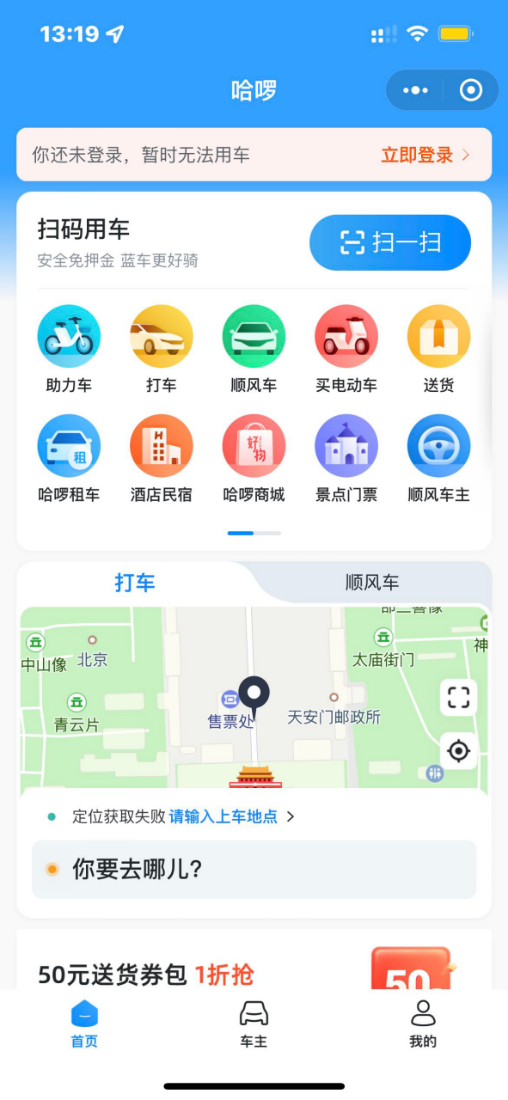 13:19
哈啰
你还未登录，暂时无法用车
立即登录
扫码用车
安全免押金 蓝车更好骑
扫一扫
助力车
打车
顺风车
买电动车
送货
租
H
好物
哈啰租车
酒店民宿
哈啰商城
景点门票
顺风车主
打车
顺风车
中山像
北京
太庙街门
神
青云片
售票处
天安门邮政所
定位获取失败 请输入上车地点
你要去哪儿?
50元送货券包 1折抢
50
首页
车主
我的